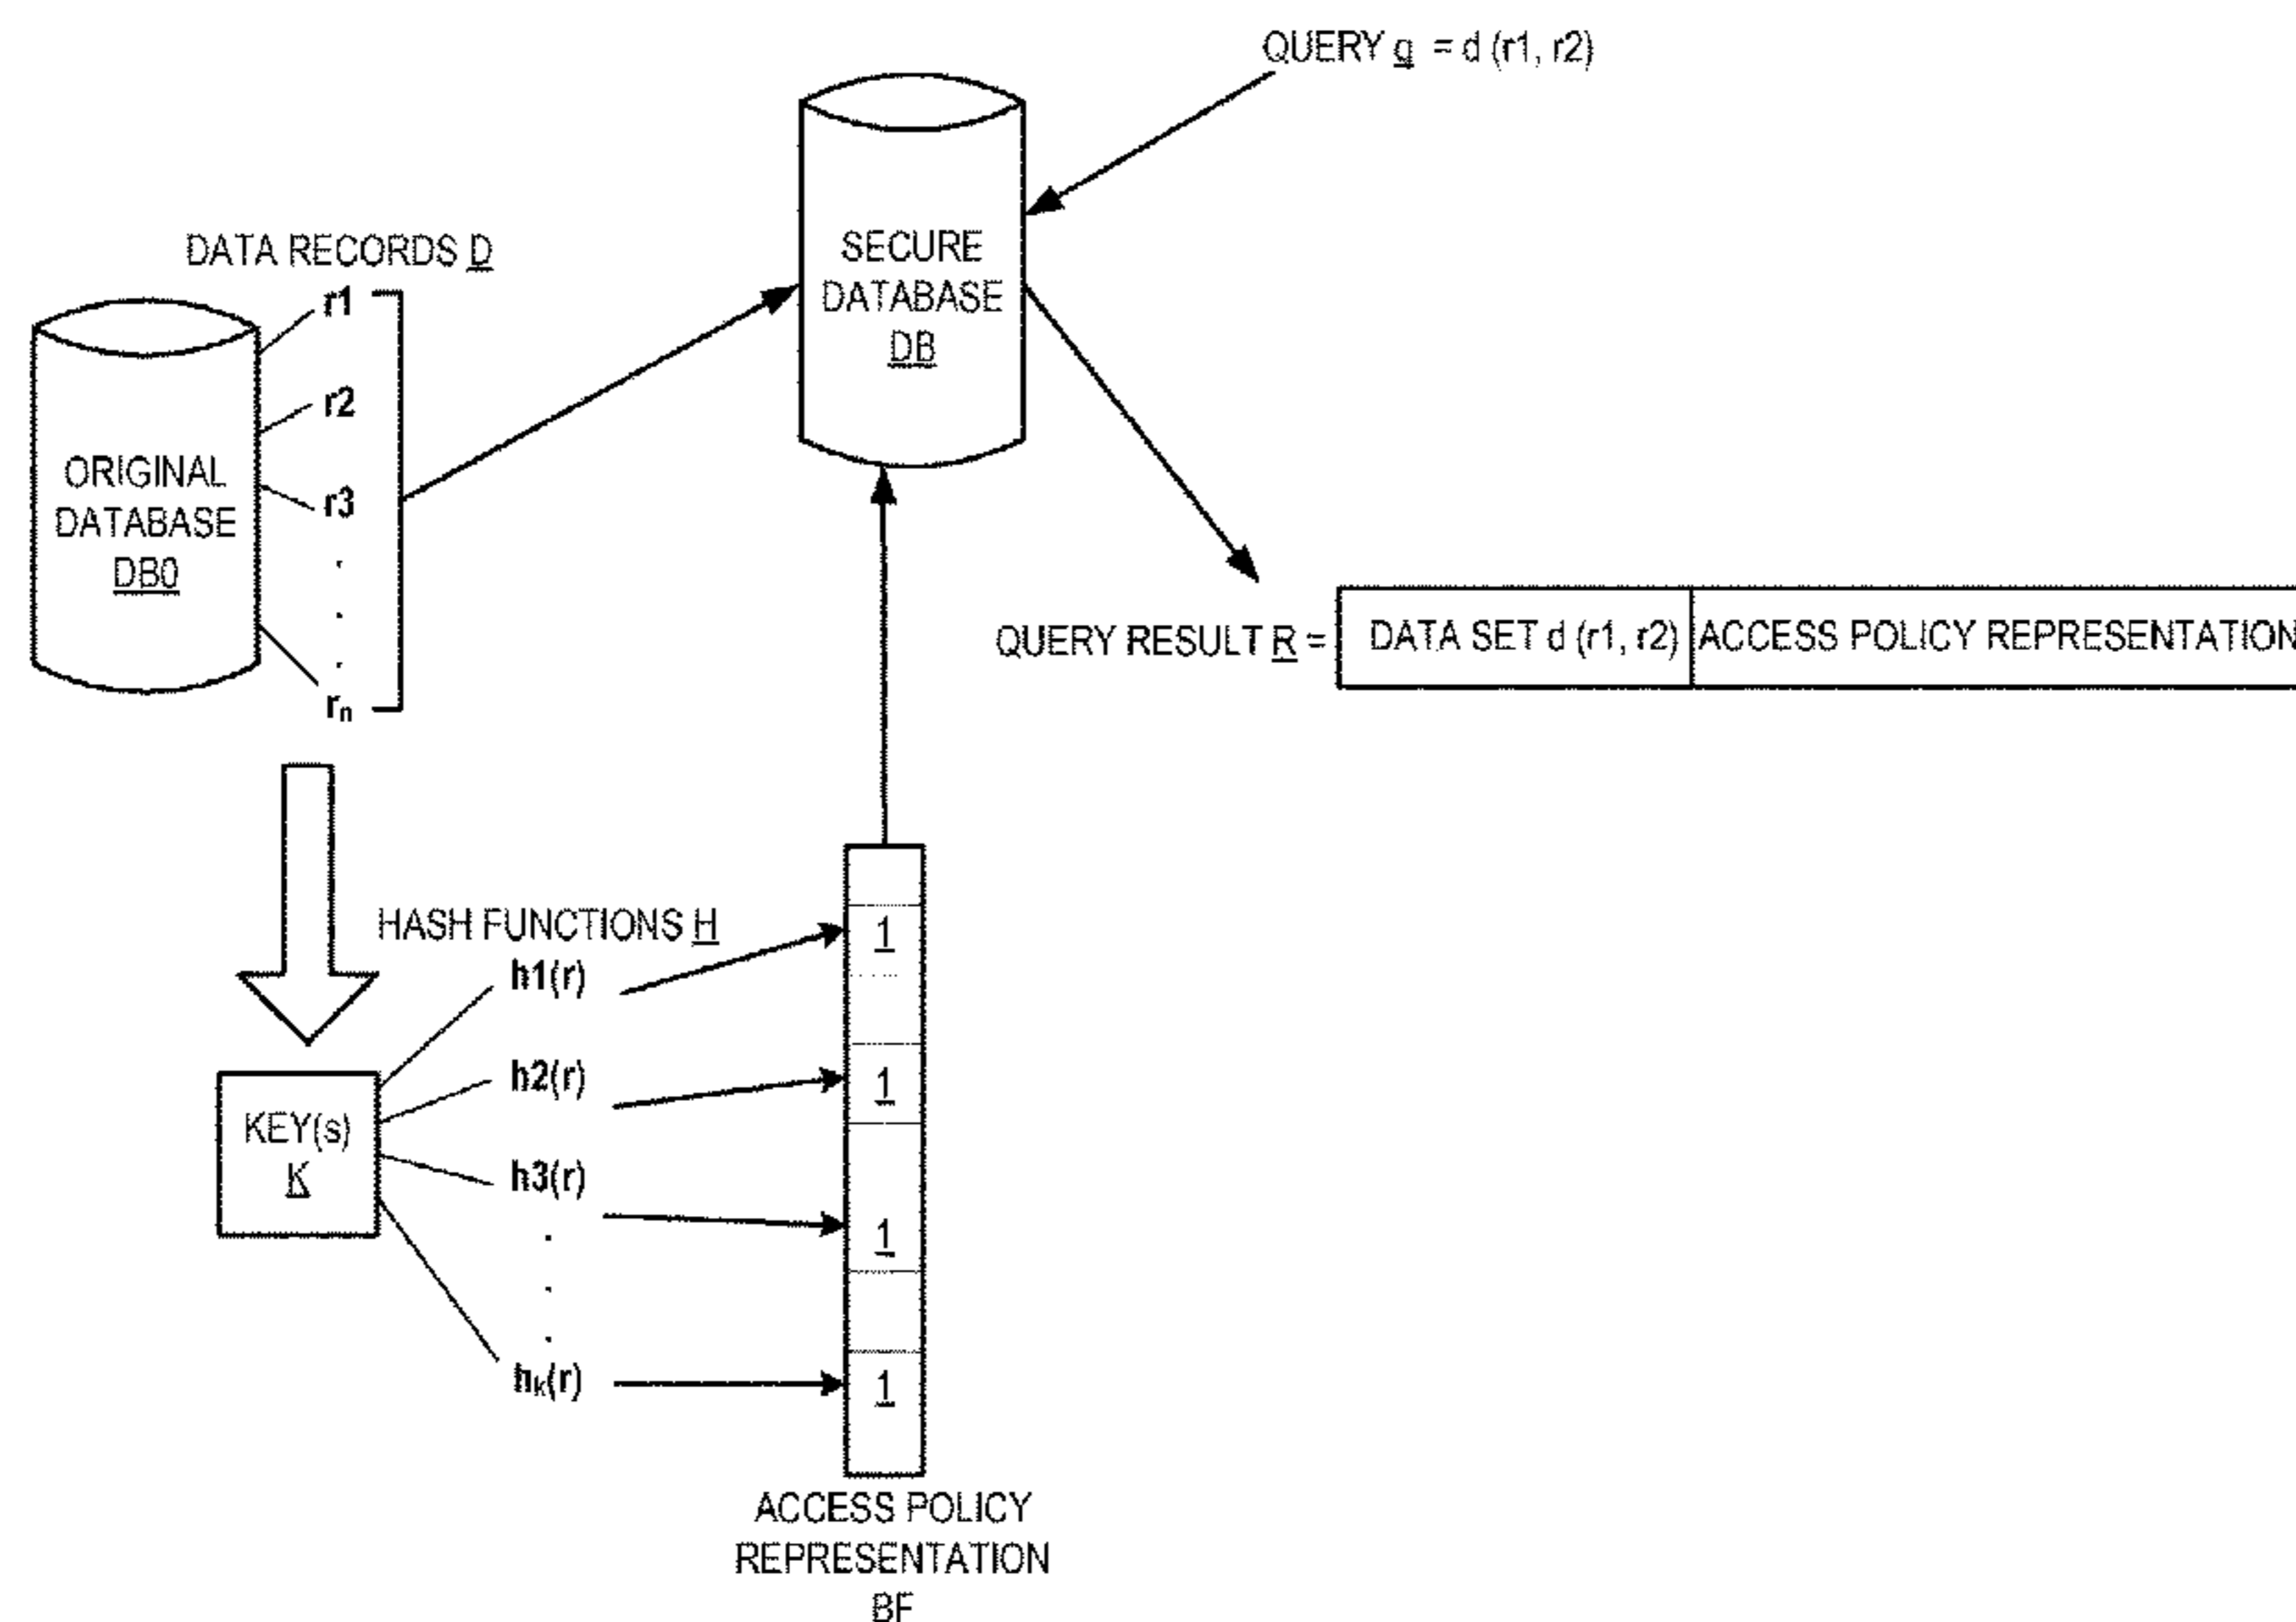 QUERY q = d (r1, r2)
SECURE
DATABASE
DB
DATA RECORDS D
r1
r2
r3
.
.
.
rn
ORIGINAL
DATABASE
DB0
QUERY RESULT R = DATA SET d (r1, r2) ACCESS POLICY REPRESENTATION
HASH FUNCTIONS H
h1(r)
h2(r)
h3(r)
.
.
.
hk(r)
KEY(s)
K
1
1
1
1
ACCESS POLICY
REPRESENTATION
BF